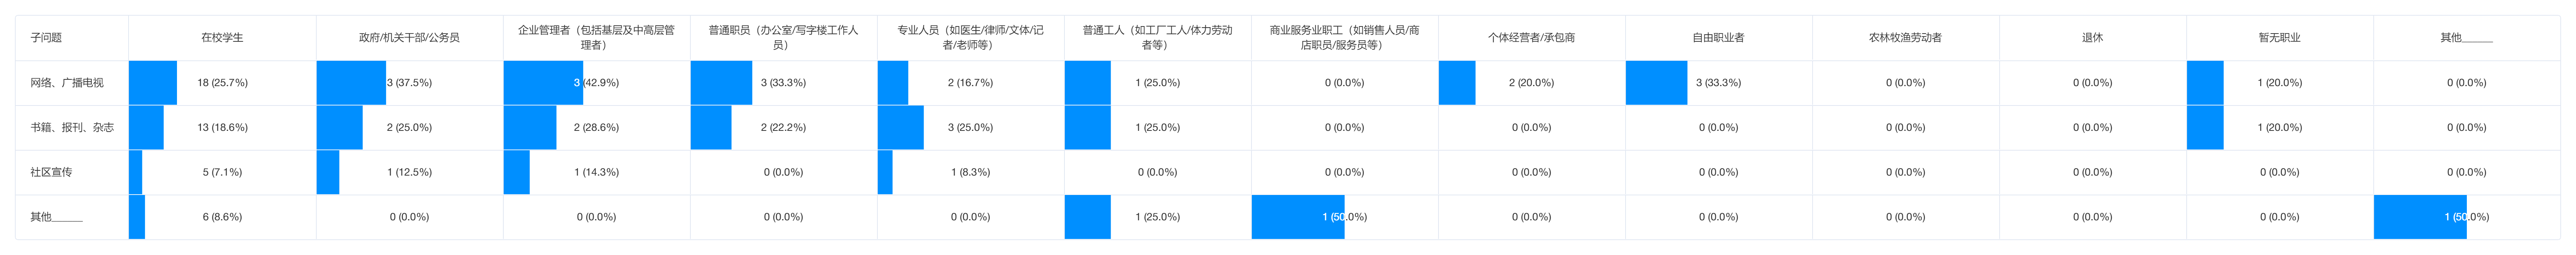 子问题 在校学生 政府/机关干部/公务员 企业管理者（包括基层及中高层管理者） 普通职员（办公室/写字楼工作人员） 专业人员（如医生/律师/文体/记者/老师等） 普通工人（如工厂工人/体力劳动者等） 商业服务业职工（如销售人员/商店职员/服务员等） 个体经营者/承包商 自由职业者 农林牧渔劳动者 退休 暂无职业 其他______
网络、广播电视 18 (25.7%) 3 (37.5%) 3 (42.9%) 3 (33.3%) 2 (16.7%) 1 (25.0%) 0 (0.0%) 2 (20.0%) 3 (33.3%) 0 (0.0%) 0 (0.0%) 1 (20.0%) 0 (0.0%)
书籍、报刊、杂志 13 (18.6%) 2 (25.0%) 2 (28.6%) 2 (22.2%) 3 (25.0%) 1 (25.0%) 0 (0.0%) 0 (0.0%) 0 (0.0%) 0 (0.0%) 0 (0.0%) 1 (20.0%) 0 (0.0%)
社区宣传 5 (7.1%) 1 (12.5%) 1 (14.3%) 0 (0.0%) 1 (8.3%) 0 (0.0%) 0 (0.0%) 0 (0.0%) 0 (0.0%) 0 (0.0%) 0 (0.0%) 0 (0.0%) 0 (0.0%)
其他______ 6 (8.6%) 0 (0.0%) 0 (0.0%) 0 (0.0%) 0 (0.0%) 1 (25.0%) 1 (50.0%) 0 (0.0%) 0 (0.0%) 0 (0.0%) 0 (0.0%) 0 (0.0%) 1 (50.0%)